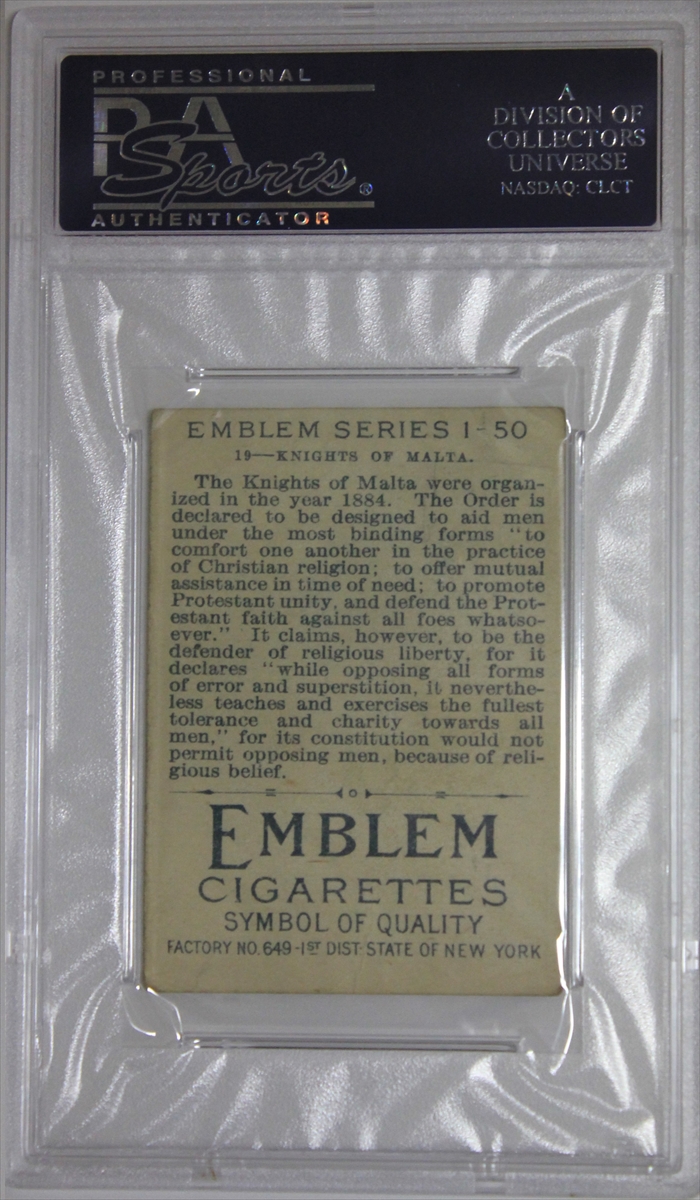 PROFESSIONAL
PSA
Sports®
AUTHENTICATOR
A
DIVISION OF
COLLECTORS
UNIVERSE
NASDAQ: CLCT
EMBLEM SERIES 1-50
19—KNIGHTS OF MALTA.
The Knights of Malta were organ-
ized in the year 1884. The Order is
declared to be designed to aid men
under the most binding forms "to
comfort one another in the practice
of Christian religion; to offer mutual
assistance in time of need; to promote
Protestant unity, and defend the Prot-
estant faith against all foes whatso-
ever." It claims, however, to be the
defender of religious liberty, for it
declares "while opposing all forms
of error and superstition, it neverthe-
less teaches and exercises the fullest
tolerance and charity towards all
men," for its constitution would not
permit opposing men, because of reli-
gious belief.
EMBLEM
CIGARETTES
SYMBOL OF QUALITY
FACTORY NO. 649-1ST DIST. STATE OF NEW YORK